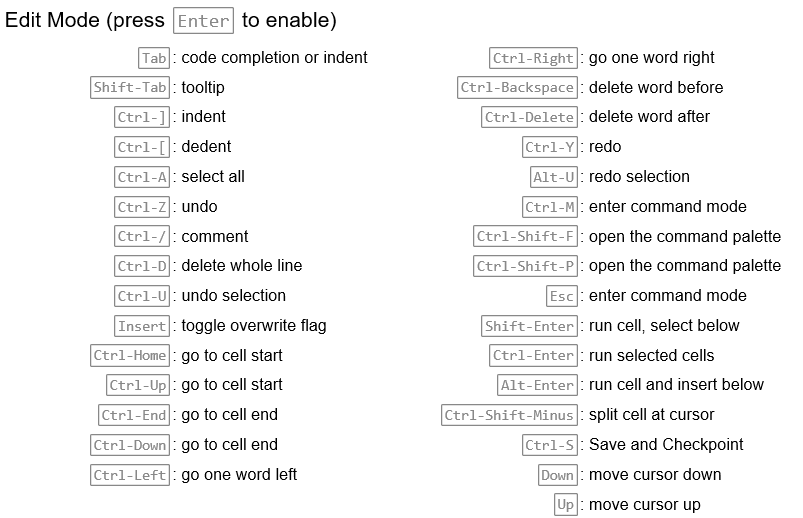 Edit Mode (press Enter to enable)
Tab : code completion or indent
Shift-Tab : tooltip
Ctrl-] : indent
Ctrl-[ : dedent
Ctrl-A : select all
Ctrl-Z : undo
Ctrl-/ : comment
Ctrl-D : delete whole line
Ctrl-U : undo selection
Insert : toggle overwrite flag
Ctrl-Home : go to cell start
Ctrl-Up : go to cell start
Ctrl-End : go to cell end
Ctrl-Down : go to cell end
Ctrl-Left : go one word left
Ctrl-Right : go one word right
Ctrl-Backspace : delete word before
Ctrl-Delete : delete word after
Ctrl-Y : redo
Alt-U : redo selection
Ctrl-M : enter command mode
Ctrl-Shift-F : open the command palette
Ctrl-Shift-P : open the command palette
Esc : enter command mode
Shift-Enter : run cell, select below
Ctrl-Enter : run selected cells
Alt-Enter : run cell and insert below
Ctrl-Shift-Minus : split cell at cursor
Ctrl-S : Save and Checkpoint
Down : move cursor down
Up : move cursor up